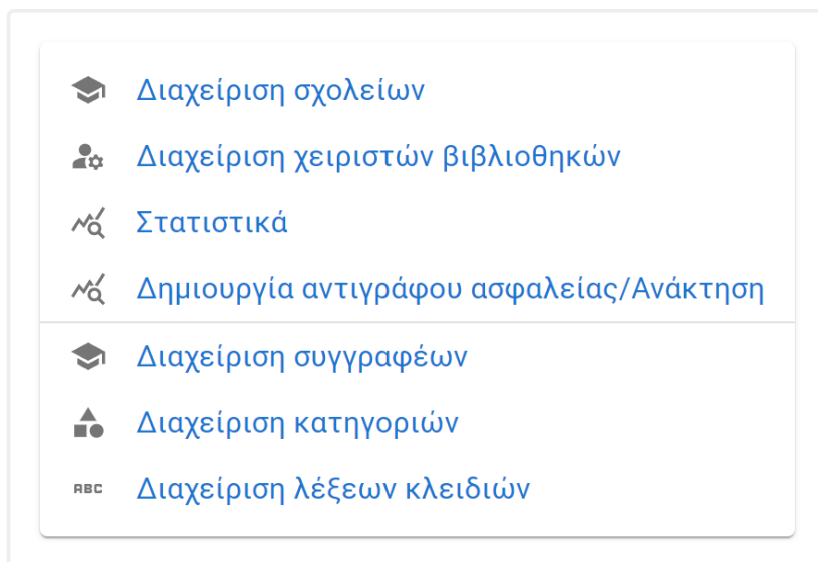 Διαχείριση σχολείων
Διαχείριση χειριστών βιβλιοθηκών
Στατιστικά
Δημιουργία αντιγράφου ασφαλείας/Ανάκτηση
Διαχείριση συγγραφέων
Διαχείριση κατηγοριών
ABC Διαχείριση λέξεων κλειδιών